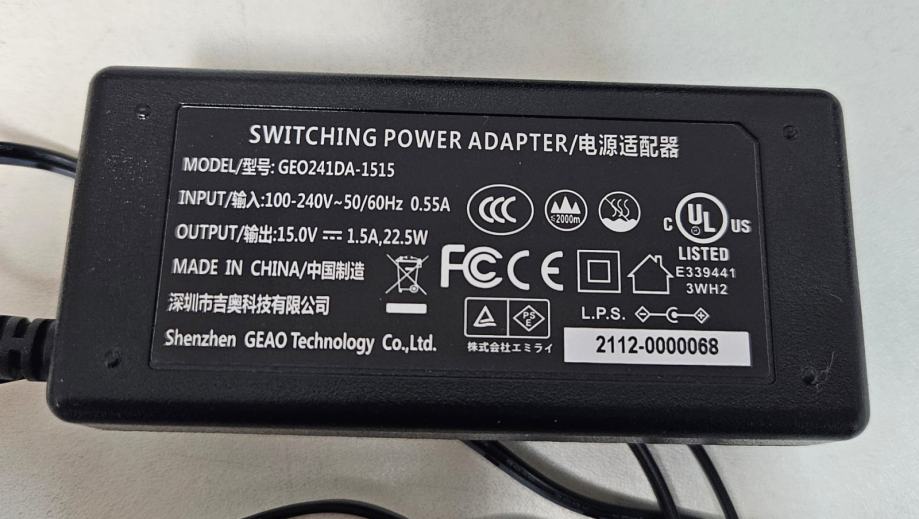 SWITCHING POWER ADAPTER/电源适配器
MODEL/型号: GEO241DA-1515
INPUT/输入:100-240V~50/60Hz 0.55A
OUTPUT/输出:15.0V⎓1.5A,22.5W
MADE IN CHINA/中国制造
深圳市吉奥科技有限公司
Shenzhen GEAO Technology Co.,Ltd.
CCC
≤2000m
C UL US
LISTED
E339441
3WH2
FC CE
PSE
株式会社エミライ
L.P.S.
2112-0000068